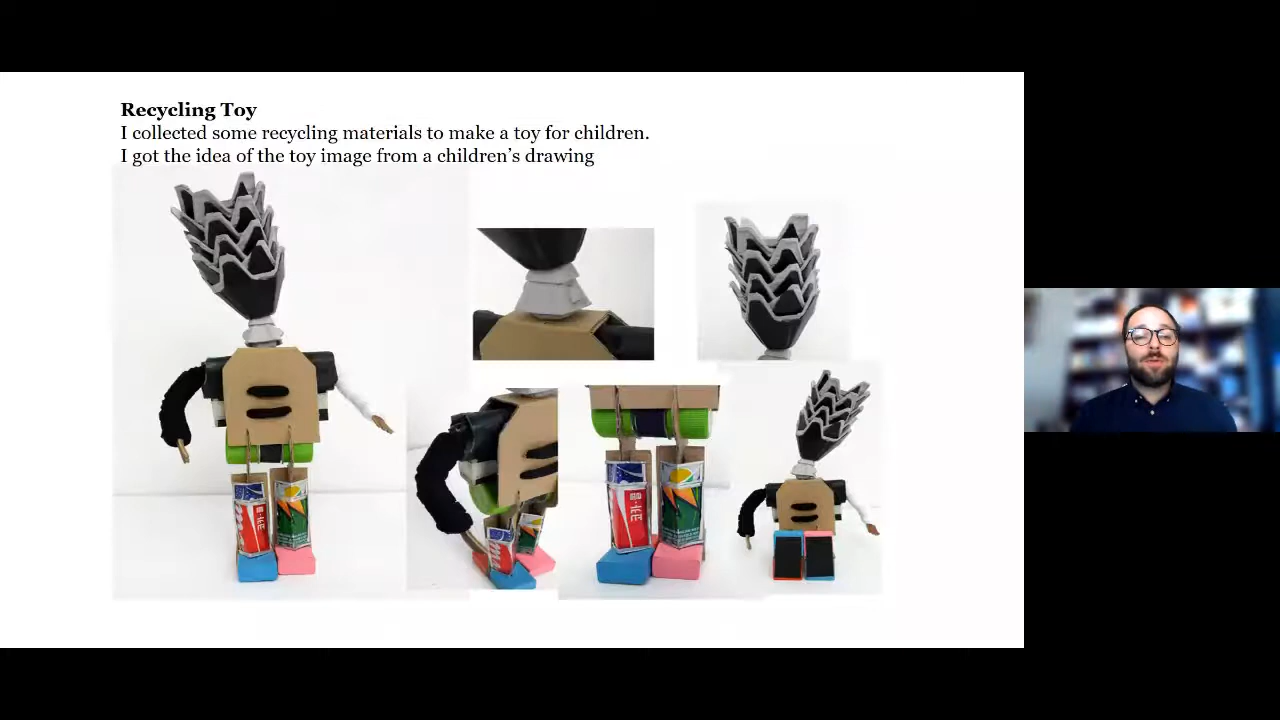 Recycling Toy
I collected some recycling materials to make a toy for children.
I got the idea of the toy image from a children's drawing